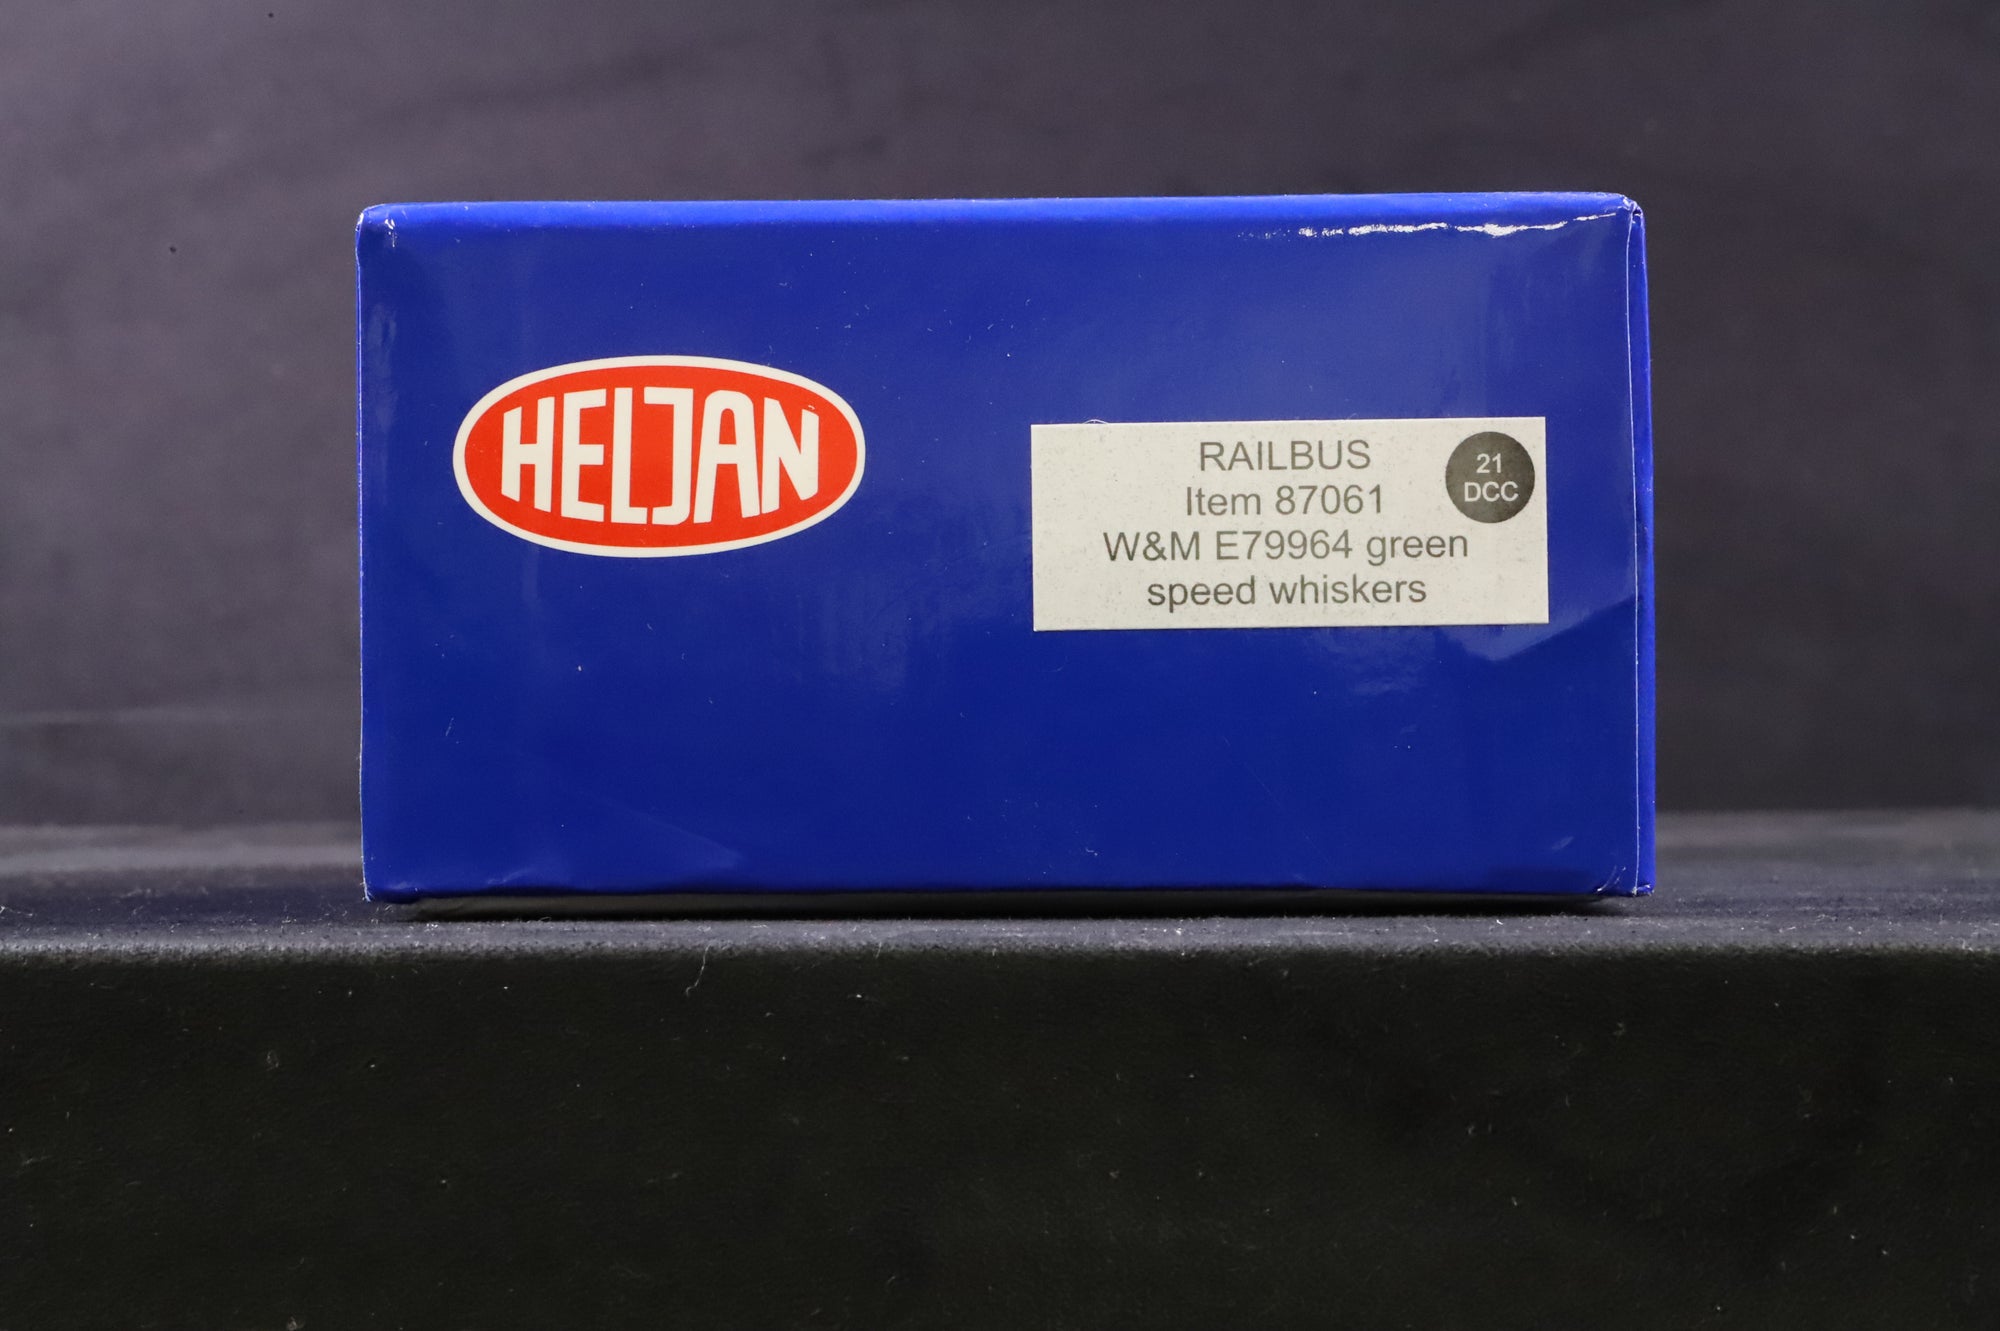 HELJAN
RAILBUS
Item 87061
W&M E79964 green
speed whiskers
21
DCC